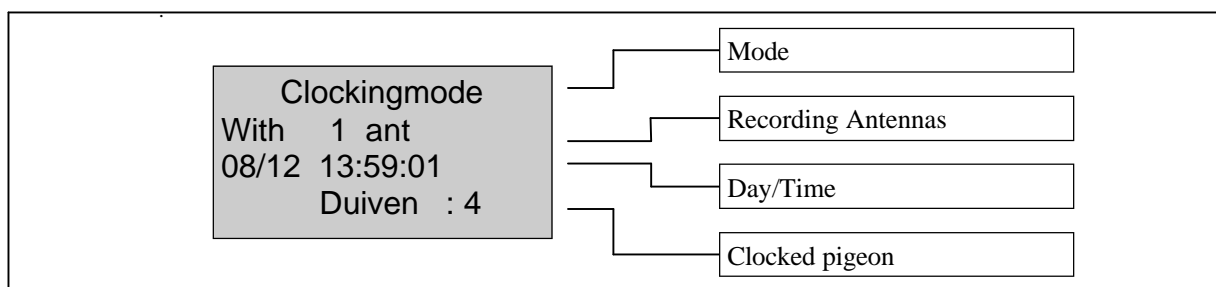 Clockingmode
With 1 ant
08/12 13:59:01
Duiven : 4
Mode
Recording Antennas
Day/Time
Clocked pigeon